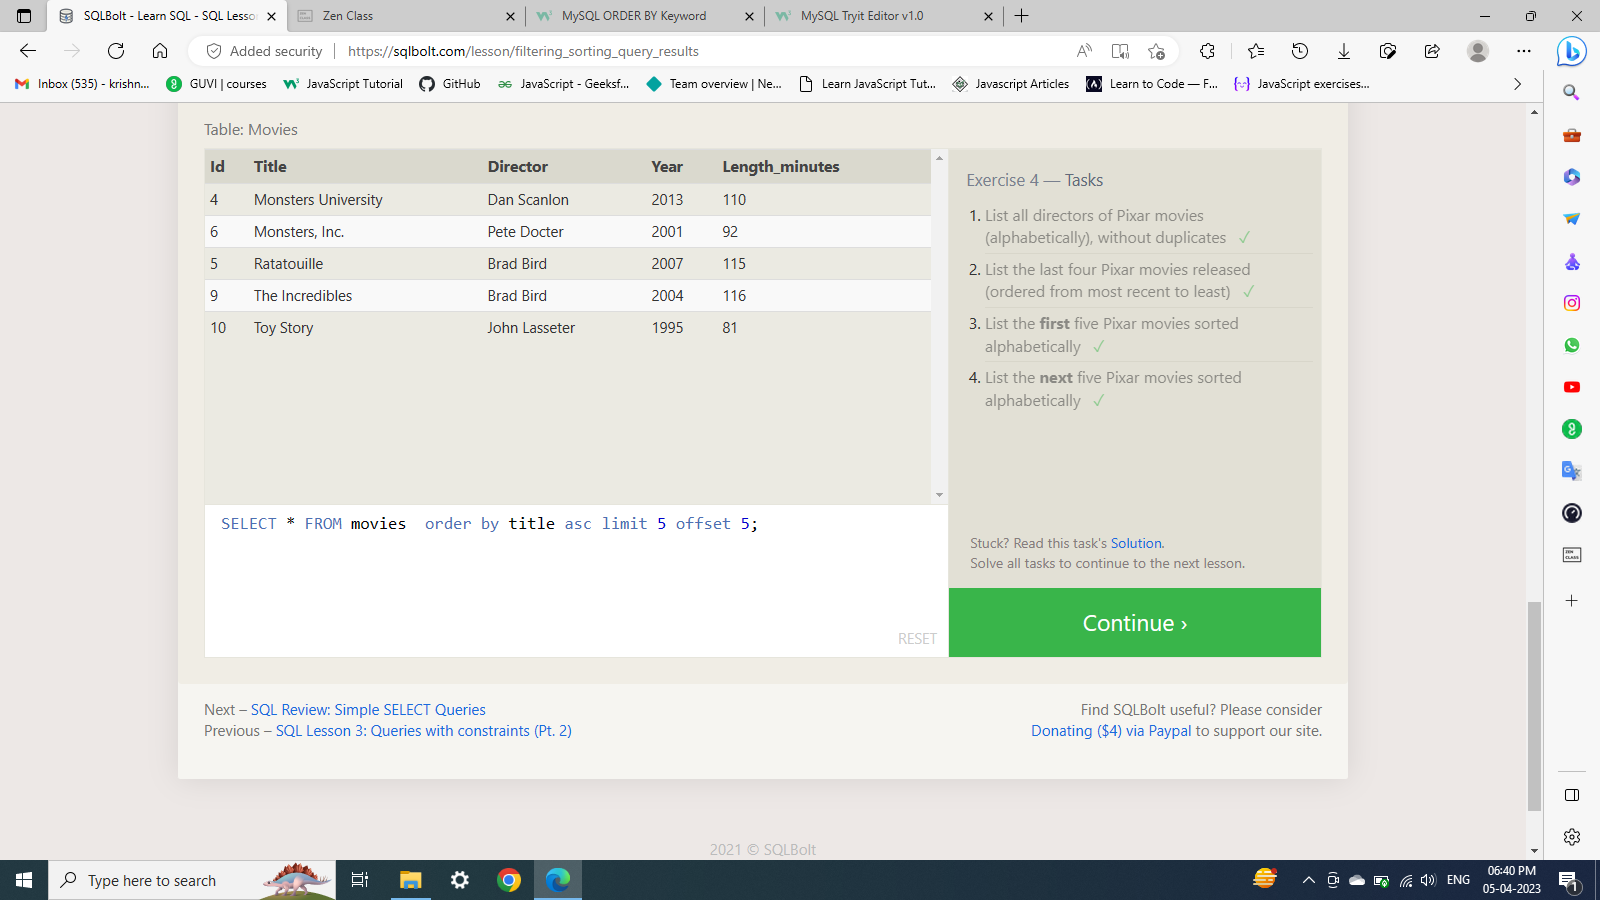 SQLBolt - Learn SQL - SQL Lesso
Zen Class
MySQL ORDER BY Keyword
MySQL Tryit Editor v1.0
Added security
https://sqlbolt.com/lesson/filtering_sorting_query_results
Inbox (535) - krishn...
GUVI | courses
JavaScript Tutorial
GitHub
JavaScript - Geeksf...
Team overview | Ne...
Learn JavaScript Tut...
Javascript Articles
Learn to Code — F...
JavaScript exercises...
Table: Movies
Id Title Director Year Length_minutes
4 Monsters University Dan Scanlon 2013 110
6 Monsters, Inc. Pete Docter 2001 92
5 Ratatouille Brad Bird 2007 115
9 The Incredibles Brad Bird 2004 116
10 Toy Story John Lasseter 1995 81
SELECT * FROM movies  order by title asc limit 5 offset 5;
RESET
Exercise 4 — Tasks
1. List all directors of Pixar movies
(alphabetically), without duplicates ✓
2. List the last four Pixar movies released
(ordered from most recent to least) ✓
3. List the first five Pixar movies sorted
alphabetically ✓
4. List the next five Pixar movies sorted
alphabetically ✓
Stuck? Read this task's Solution.
Solve all tasks to continue to the next lesson.
Continue ›
Next – SQL Review: Simple SELECT Queries
Previous – SQL Lesson 3: Queries with constraints (Pt. 2)
Find SQLBolt useful? Please consider
Donating ($4) via Paypal to support our site.
2021 © SQLBolt
Type here to search
ENG
06:40 PM
05-04-2023
1